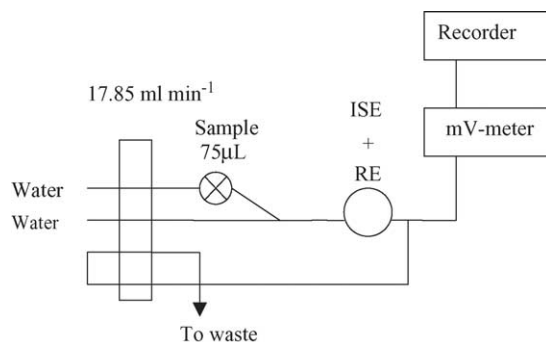 Recorder
17.85 ml min⁻¹
ISE
+
RE
mV-meter
Sample
75µL
Water
Water
To waste